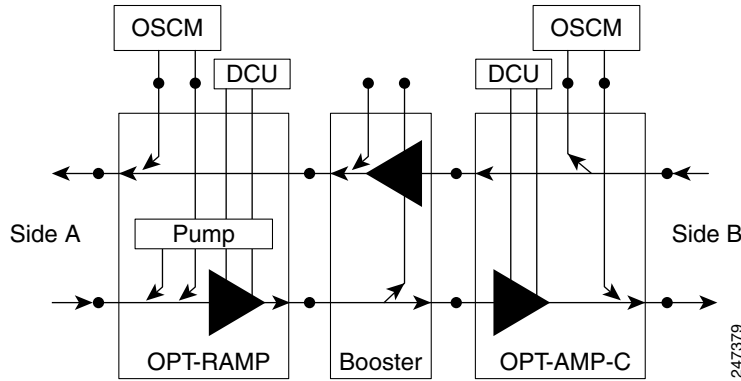 OSCM
OSCM
DCU
DCU
Side A
Pump
Side B
OPT-RAMP
Booster
OPT-AMP-C
247379